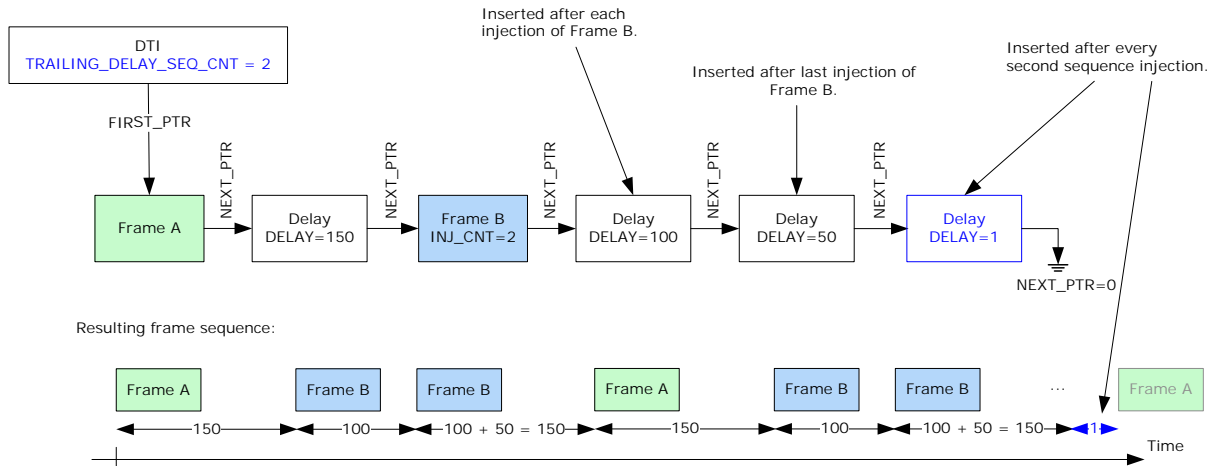 Inserted after each
injection of Frame B.
DTI
TRAILING_DELAY_SEQ_CNT = 2
Inserted after every
second sequence injection.
Inserted after last injection of
Frame B.
FIRST_PTR
NEXT_PTR
NEXT_PTR
NEXT_PTR
NEXT_PTR
NEXT_PTR
Frame A
Delay
DELAY=150
Frame B
INJ_CNT=2
Delay
DELAY=100
Delay
DELAY=50
Delay
DELAY=1
NEXT_PTR=0
Resulting frame sequence:
Frame A
Frame B
Frame B
Frame A
Frame B
Frame B
...
Frame A
150
100
100 + 50 = 150
150
100
100 + 50 = 150
1
Time